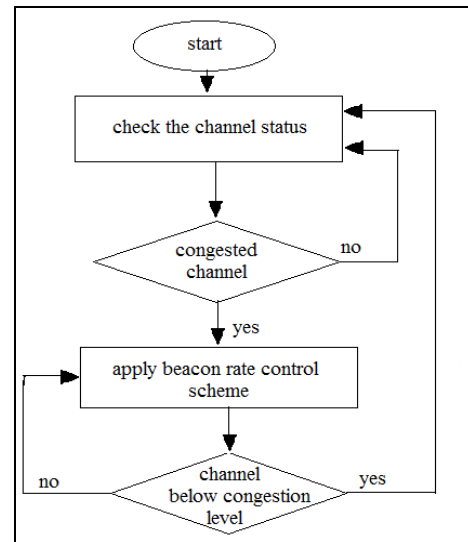 start
check the channel status
congested
channel
no
yes
apply beacon rate control
scheme
no
channel
below congestion
level
yes